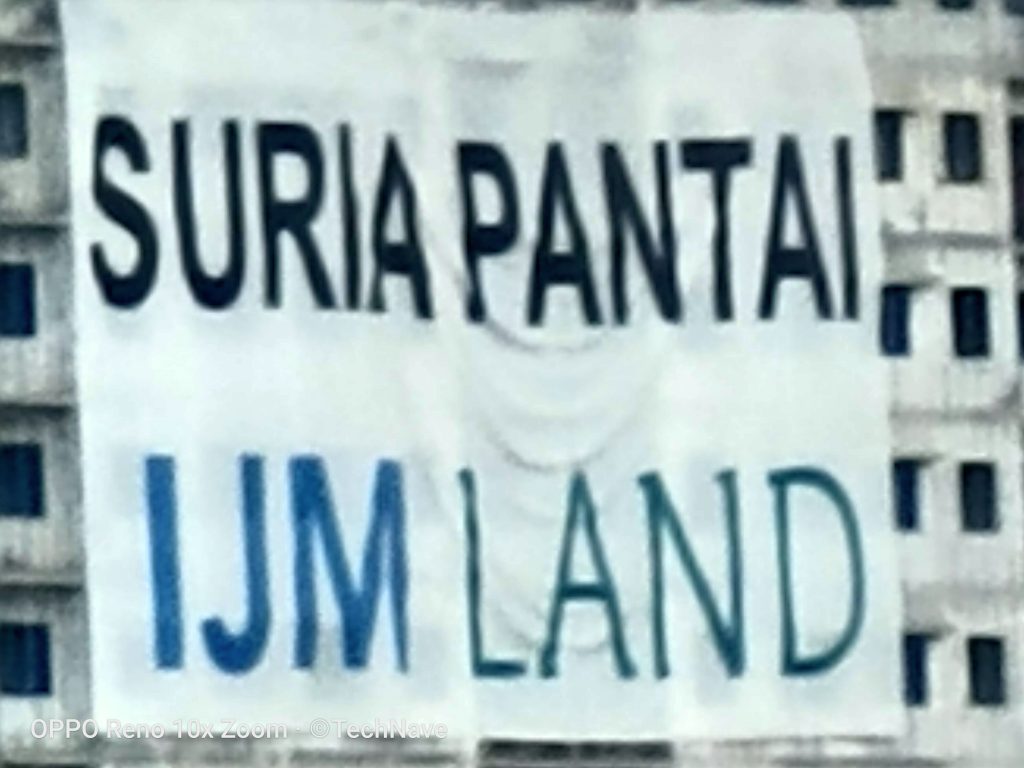 SURIA PANTAI
IJM LAND
OPPO Reno 10x Zoom · ©TechNave